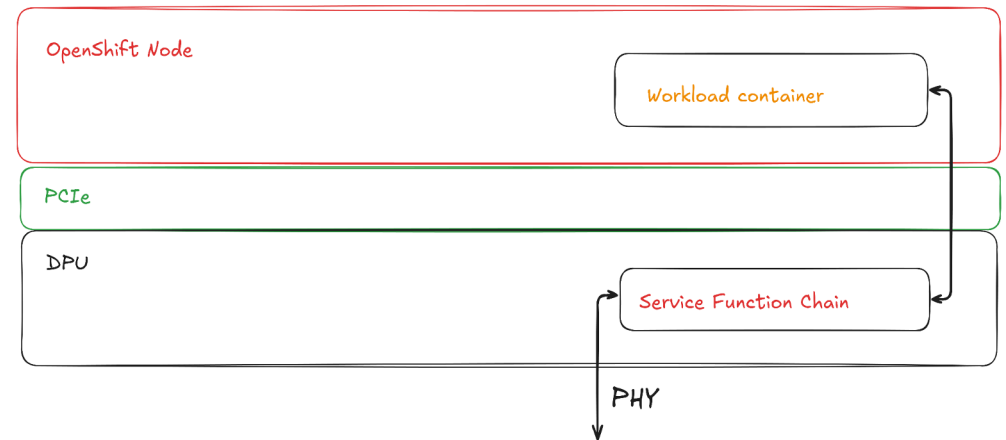 OpenShift Node
Workload container
PCIe
DPU
Service Function Chain
PHY